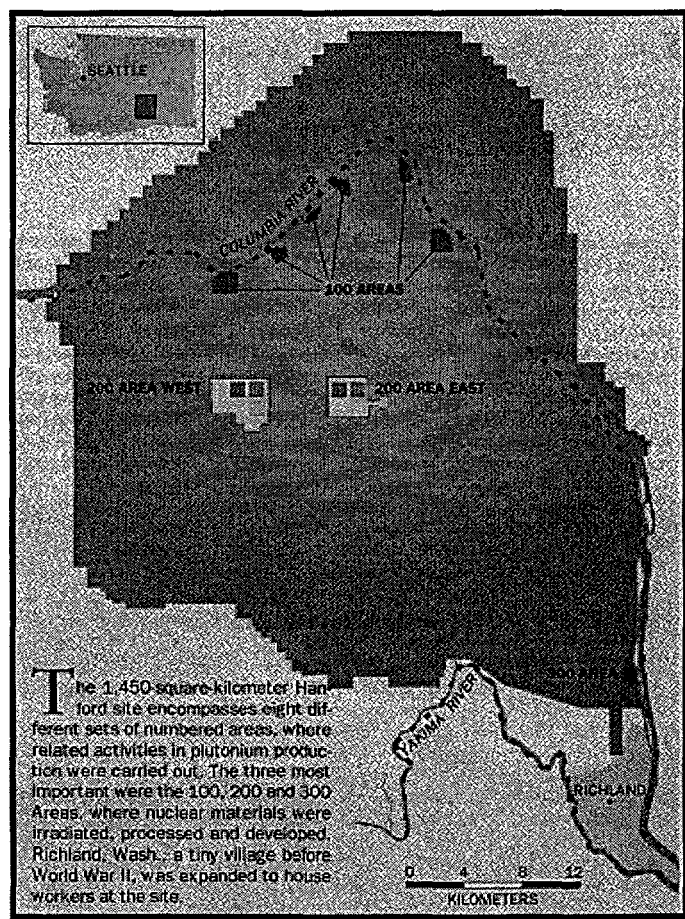 SEATTLE
COLUMBIA RIVER
100 AREAS
200 AREA WEST
200 AREA EAST
300 AREA
YAKIMA RIVER
RICHLAND
The 1,450-square-kilometer Han-
ford site encompasses eight dif-
ferent sets of numbered areas, where
related activities in plutonium produc-
tion were carried out. The three most
important were the 100, 200 and 300
Areas, where nuclear materials were
irradiated, processed and developed.
Richland, Wash., a tiny village before
World War II, was expanded to house
workers at the site.
0 4 8 12
KILOMETERS